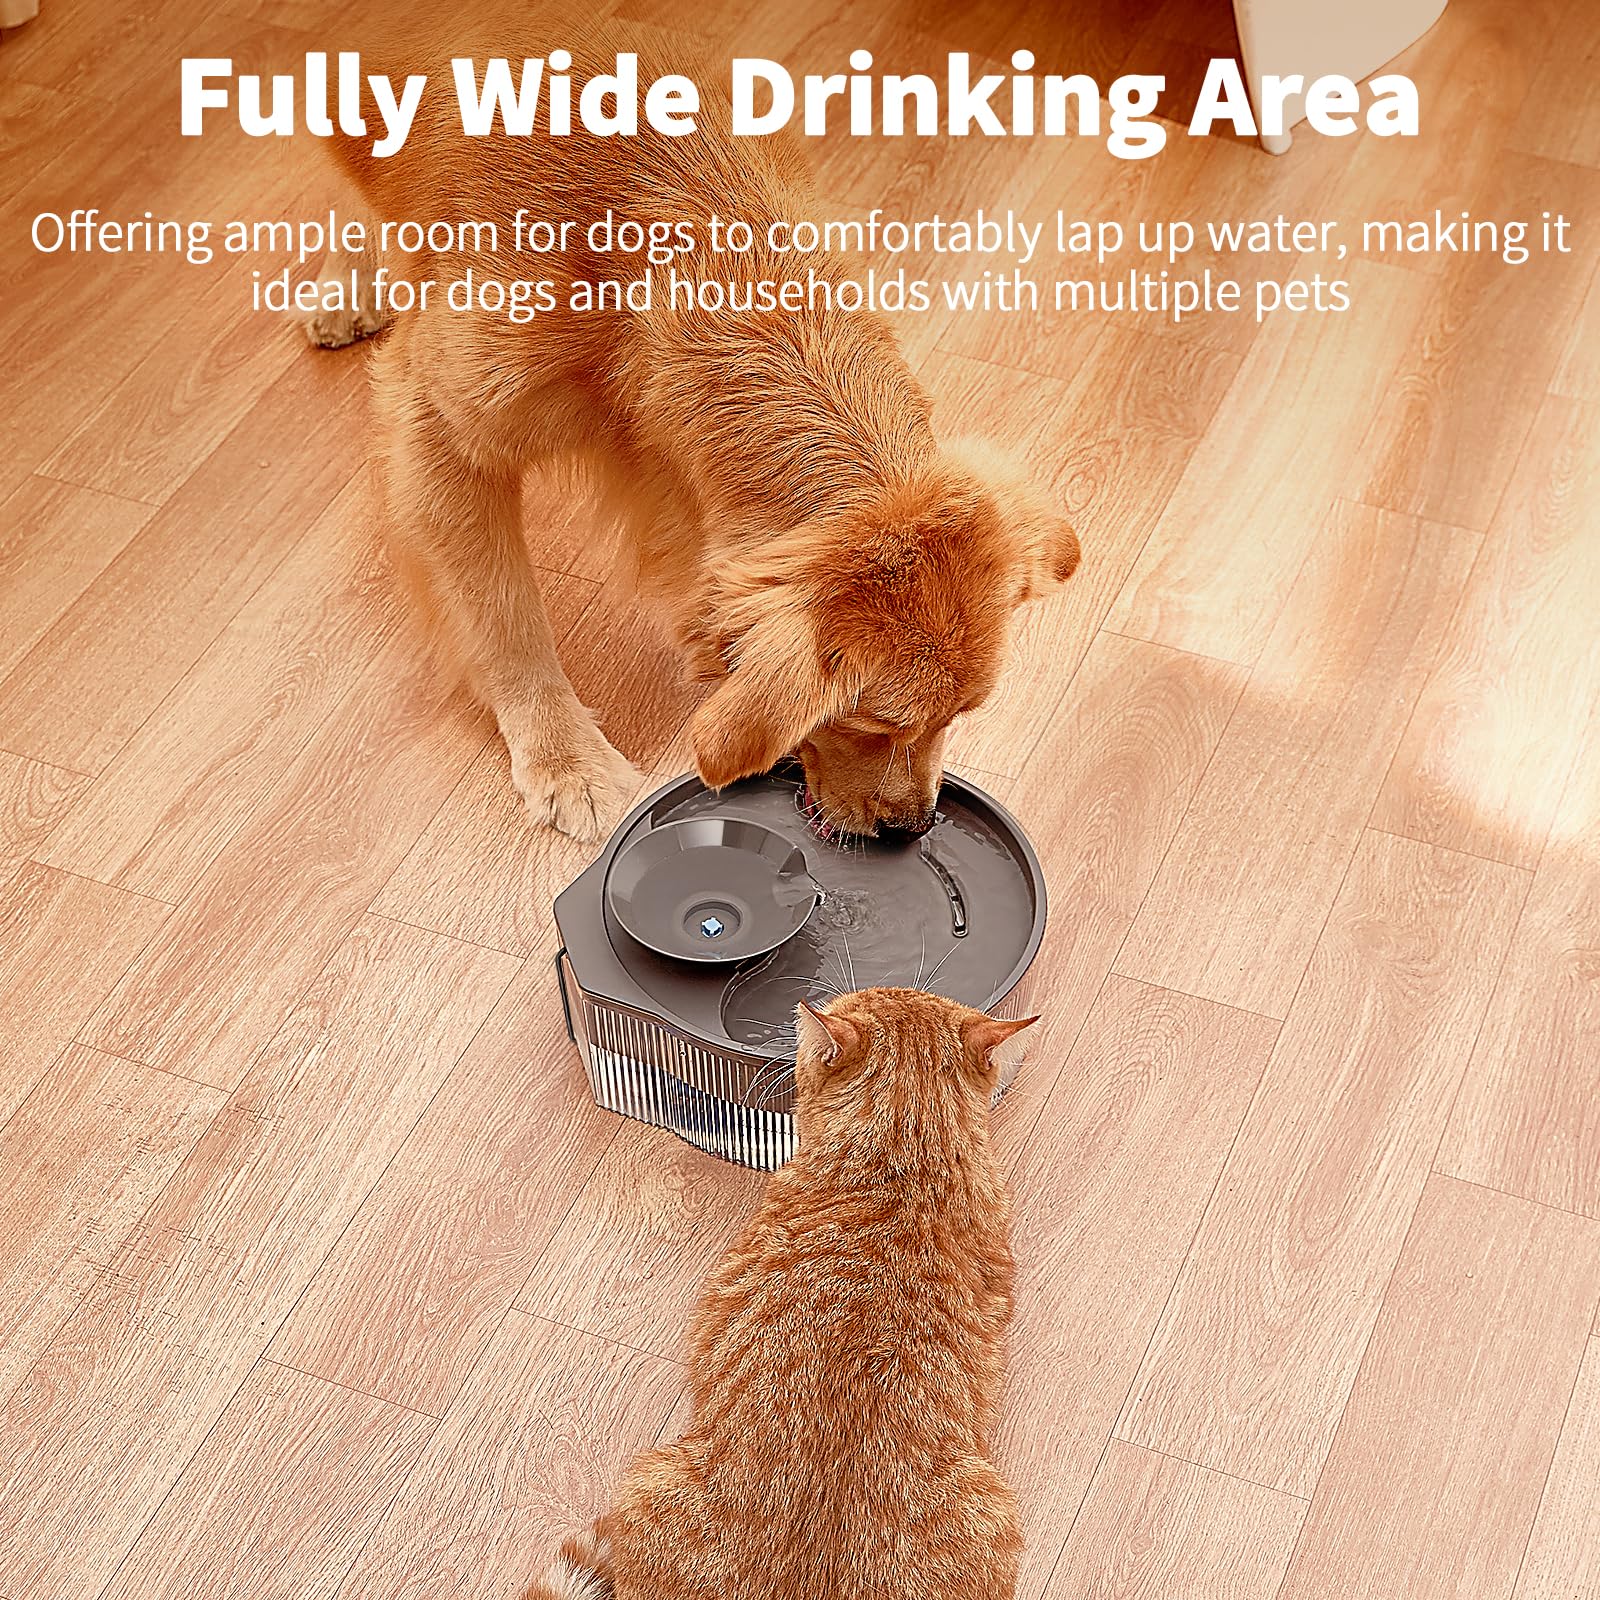 Fully Wide Drinking Area
Offering ample room for dogs to comfortably lap up water, making it
ideal for dogs and households with multiple pets